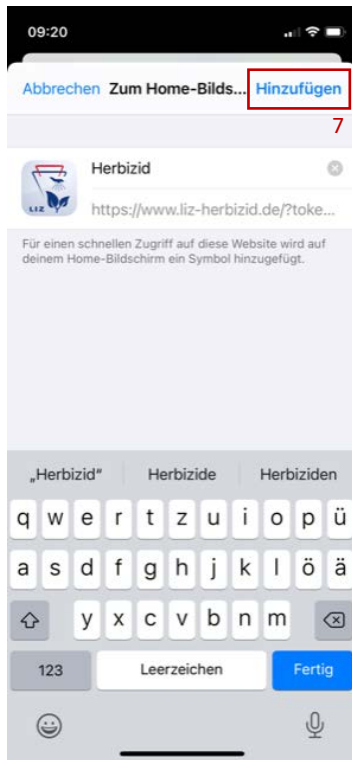 09:20
Abbrechen Zum Home-Bilds... Hinzufügen
7
Herbizid
LIZ
https://www.liz-herbizid.de/?toke...
Für einen schnellen Zugriff auf diese Website wird auf
deinem Home-Bildschirm ein Symbol hinzugefügt.
„Herbizid“ Herbizide Herbiziden
q w e r t z u i o p ü
a s d f g h j k l ö ä
y x c v b n m
123 Leerzeichen Fertig